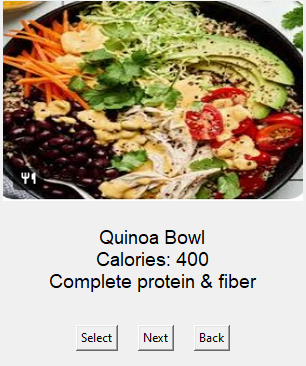 Quinoa Bowl
Calories: 400
Complete protein & fiber
Select
Next
Back